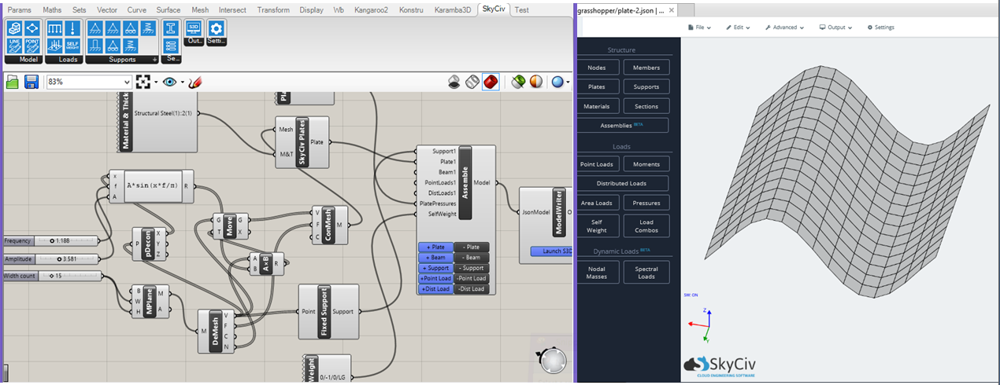 Params Maths Sets Vector Curve Surface Mesh Intersect Transform Display Wb Kangaroo2 Konstru Karamba3D SkyCiv Test
LINE POINT SELF WEIGHT S3D
Out... Setti...
Model Loads Supports Se...
83%
Material & Thick
Structural Steel(1)::2(1)
Pla
Mesh
M&T
SkyCiv Plates
Plate
x
f
A
A*sin(x*f/π)
R
Frequency 1.188
Amplitude 3.581
Width count 15
P
pDecon
X
Y
Z
G
T
Move
G
X
V
F
C
ConMesh
M
A
B
A×B
R
B
W
H
MPlane
M
A
M
DeMesh
V
F
C
N
Point
Fixed Support
Support
Weight
0/-1/0/LG
Support1
Plate1
Beam1
PointLoads1
DistLoads1
PlatePressures
SelfWeight
Assemble
Model
+ Plate - Plate
+ Beam - Beam
+ Support - Support
+Point Load -Point Load
+Dist Load -Dist Load
JsonModel
ModelWriter
O
Launch S3D
grasshopper/plate-2.json | ... ×
File Edit Advanced Output Settings
Structure
Nodes Members
Plates Supports
Materials Sections
Assemblies BETA
Loads
Point Loads Moments
Distributed Loads
Area Loads Pressures
Self Weight
Load Combos
Dynamic Loads BETA
Nodal Masses
Spectral Loads
SW: ON
Z
Y
SkyCiv
CLOUD ENGINEERING SOFTWARE